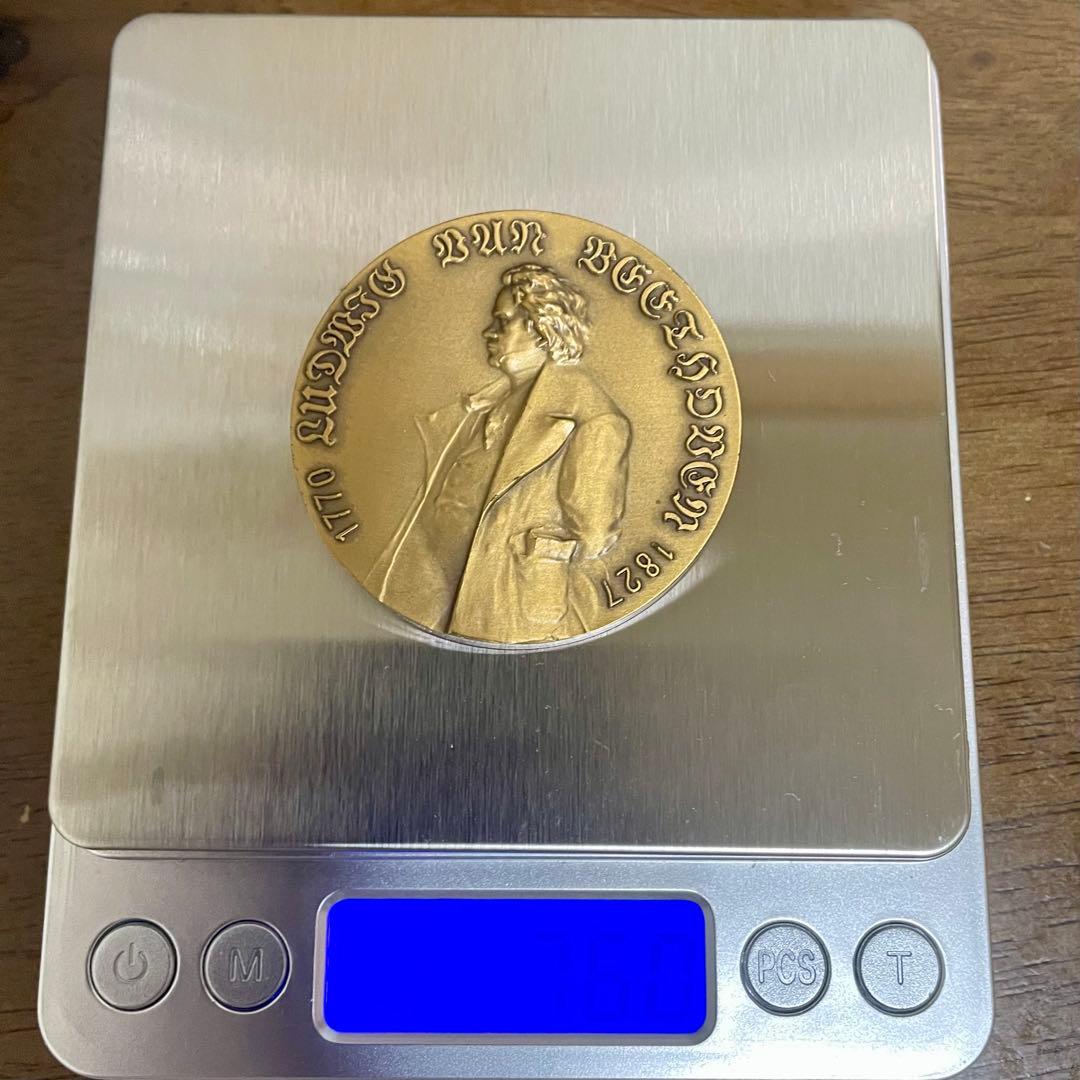 1770 LUDWIG VAN BEETHOVEN 1827
M
PCS
T